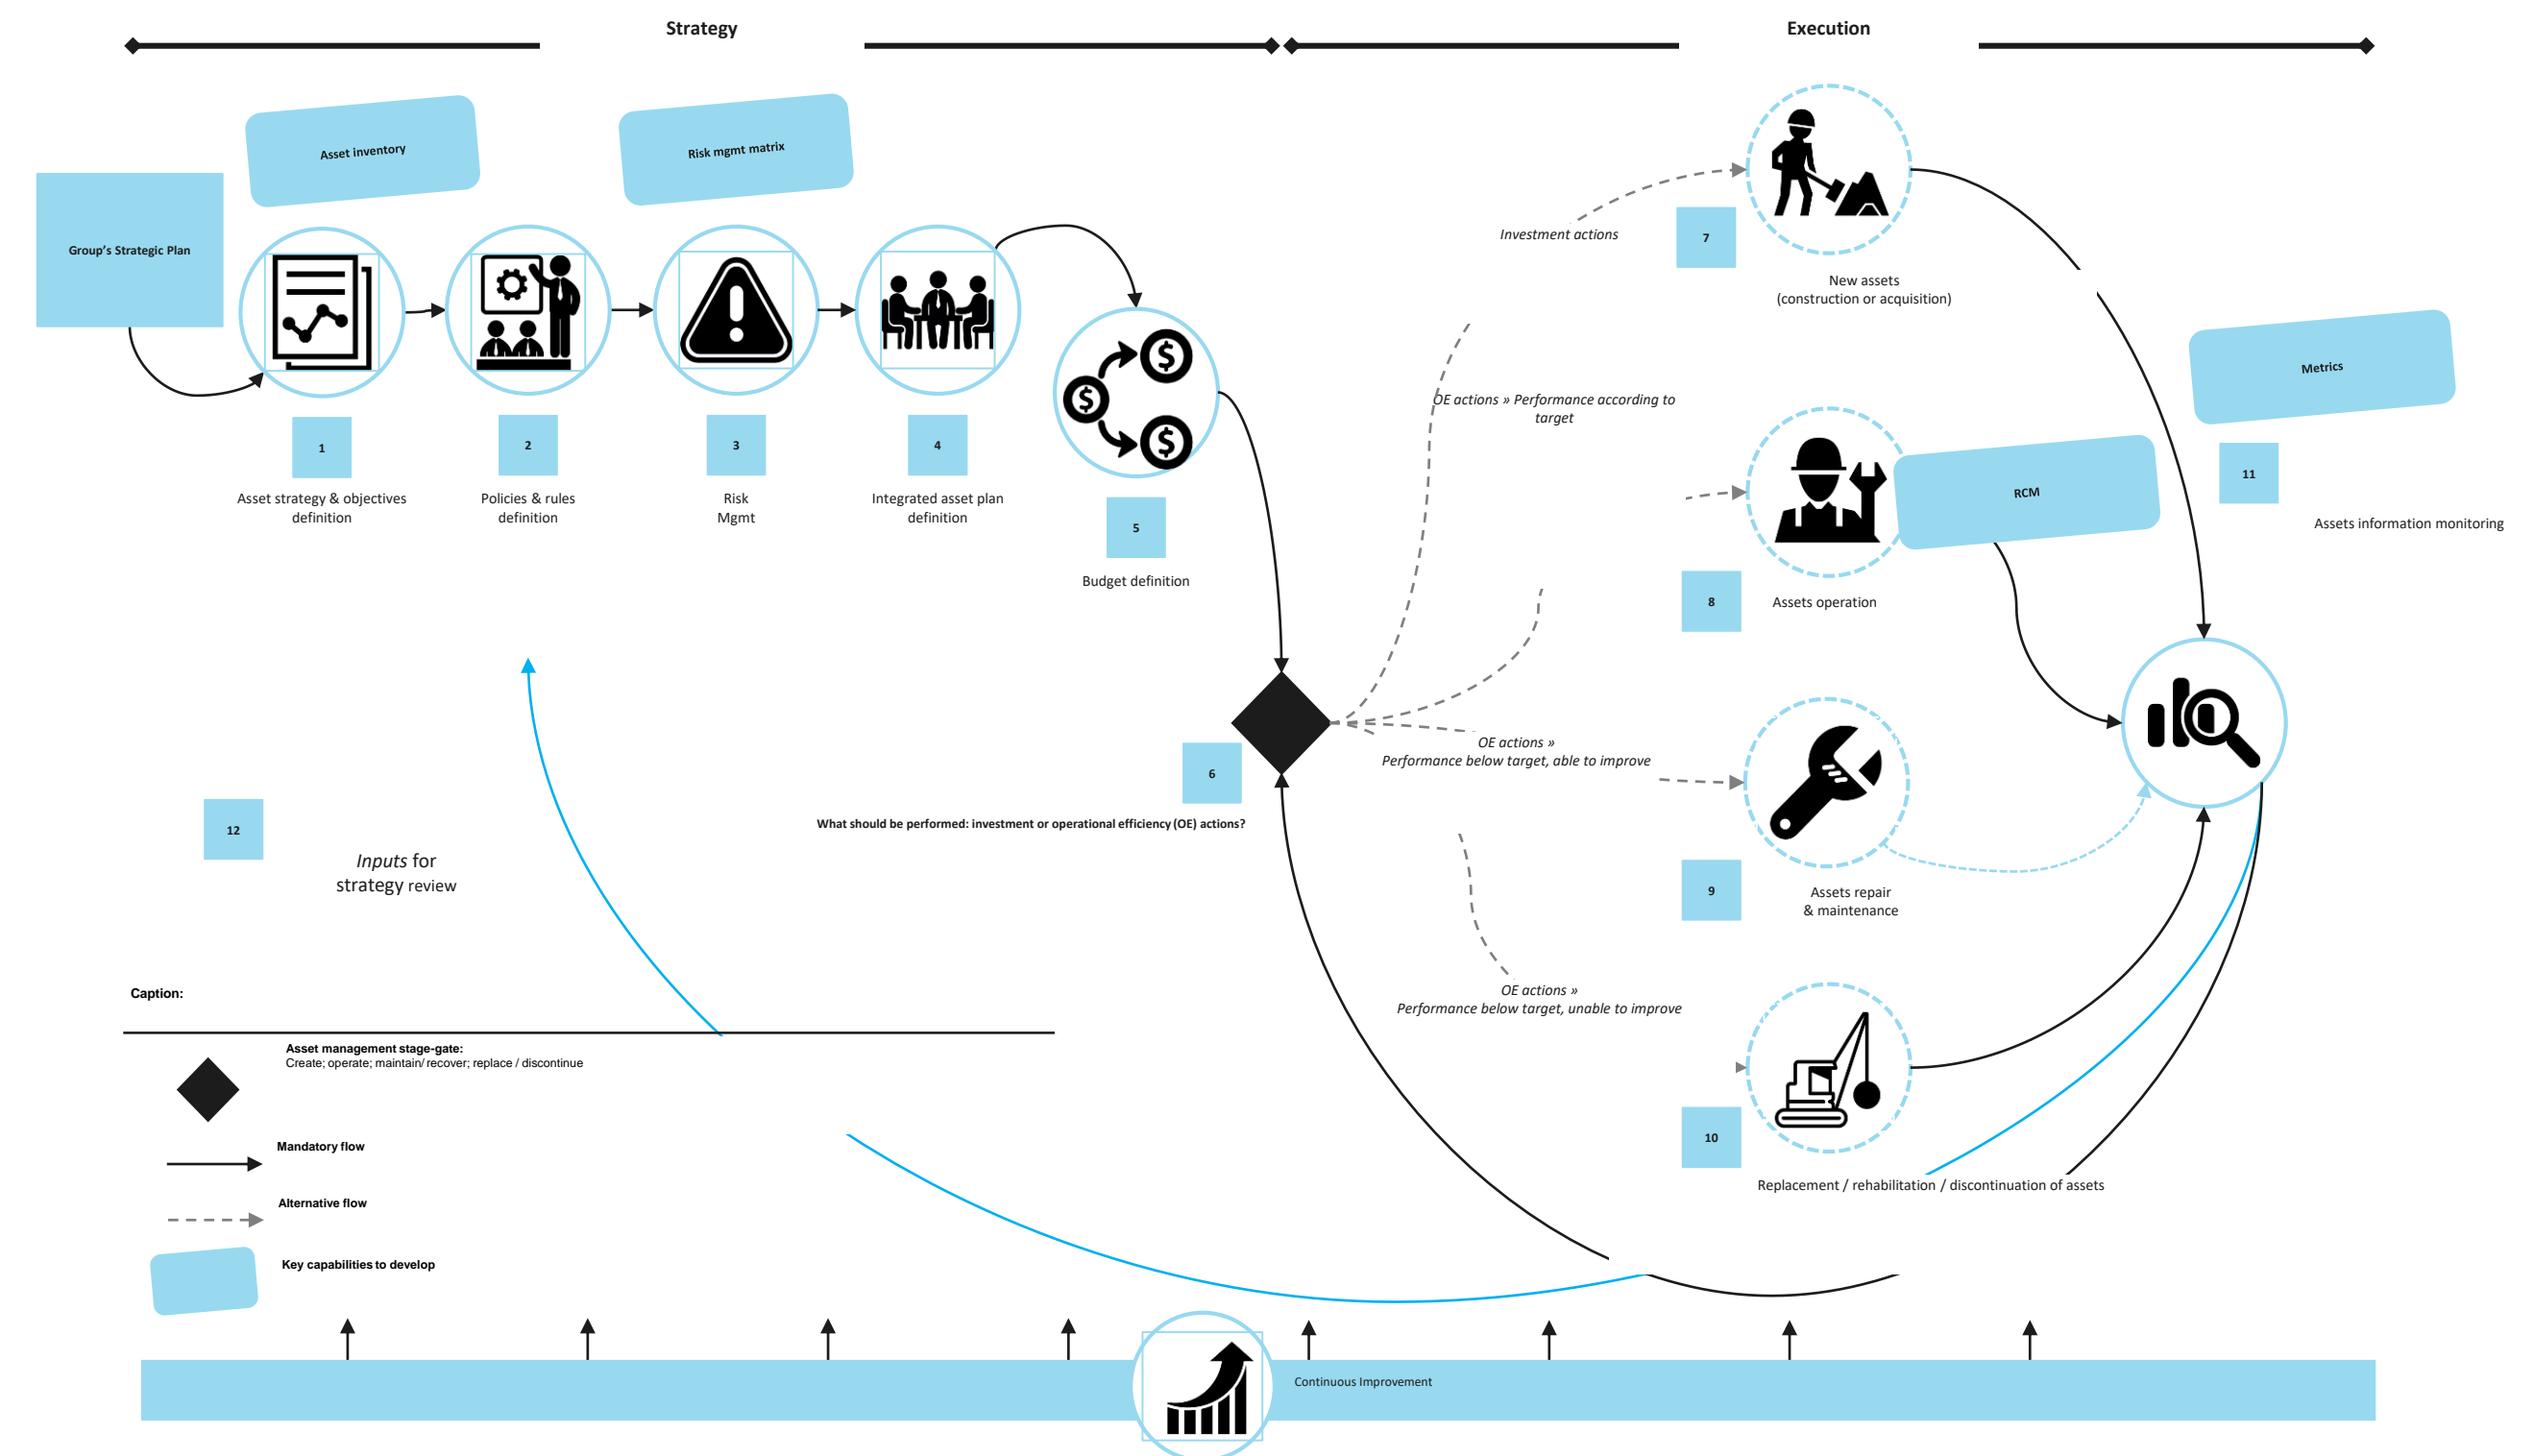 Strategy
Execution
Asset inventory
Risk mgmt matrix
Group's Strategic Plan
1
Asset strategy & objectives
definition
2
Policies & rules
definition
3
Risk
Mgmt
4
Integrated asset plan
definition
$
$
$
5
Budget definition
6
What should be performed: investment or operational efficiency (OE) actions?
Investment actions
7
New assets
(construction or acquisition)
OE actions » Performance according to
target
RCM
8
Assets operation
OE actions »
Performance below target, able to improve
9
Assets repair
& maintenance
OE actions »
Performance below target, unable to improve
10
Replacement / rehabilitation / discontinuation of assets
Metrics
11
Assets information monitoring
12
Inputs for
strategy review
Caption:
Asset management stage-gate:
Create; operate; maintain/ recover; replace / discontinue
Mandatory flow
Alternative flow
Key capabilities to develop
Continuous Improvement